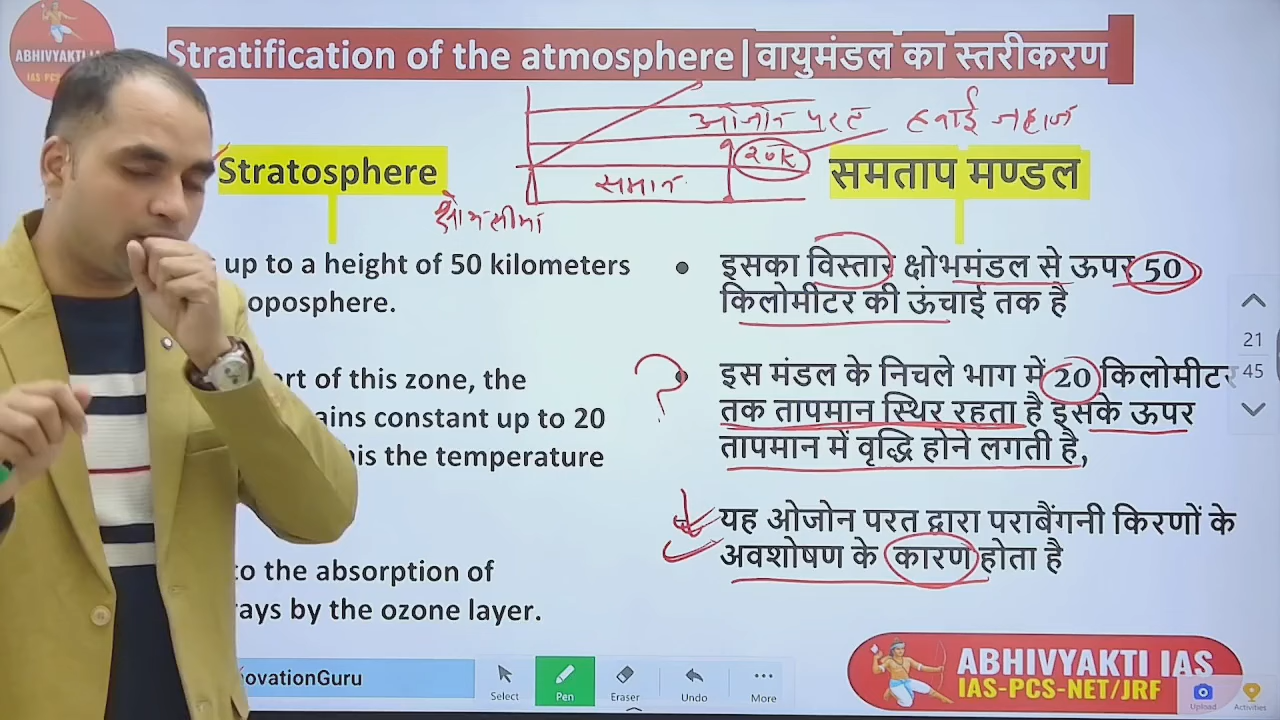 ABHIVYAKTI IAS
IAS-PCS
Stratification of the atmosphere|वायुमंडल का स्तरीकरण
ओजोन परत हवाई जहाज
Stratosphere
20K
समान
समताप मण्डल
क्षोभसीमा
up to a height of 50 kilometers
oposphere.
art of this zone, the
ains constant up to 20
his the temperature
to the absorption of
rays by the ozone layer.
• इसका विस्तार क्षोभमंडल से ऊपर 50
किलोमीटर की ऊंचाई तक है
?
• इस मंडल के निचले भाग में 20 किलोमीटर
तक तापमान स्थिर रहता है इसके ऊपर
तापमान में वृद्धि होने लगती है,
यह ओजोन परत द्वारा पराबैंगनी किरणों के
अवशोषण के कारण होता है
21
45
ovationGuru
Select
Pen
Eraser
Undo
More
ABHIVYAKTI IAS
IAS-PCS-NET/JRF
Upload
Activities